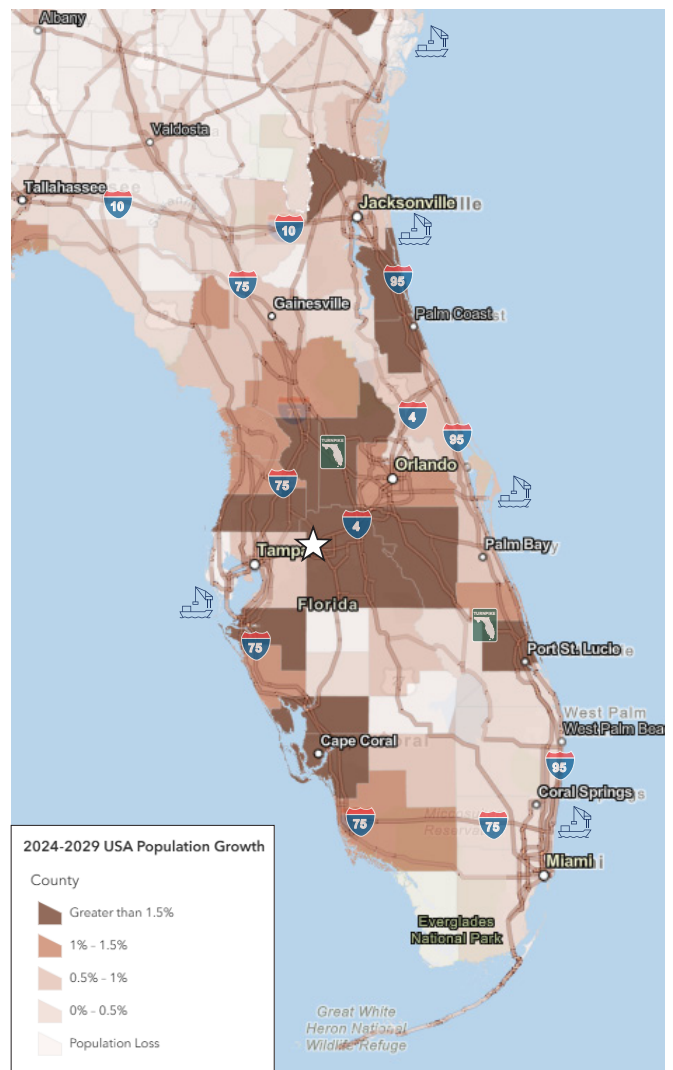 Albany
Valdosta
Tallahassee
10
Jacksonville
10
75
95
Gainesville
Palm Coast
4
95
TURNPIKE
Orlando
75
4
Tampa
Palm Bay
Florida
TURNPIKE
75
Port St. Lucie
West Palm
West Palm Bea
Cape Coral
95
Coral Springs
75
75
Miami
Everglades
National Park
2024-2029 USA Population Growth
County
Greater than 1.5%
1% - 1.5%
0.5% - 1%
0% - 0.5%
Population Loss
Great White
Heron National
Wildlife Refuge